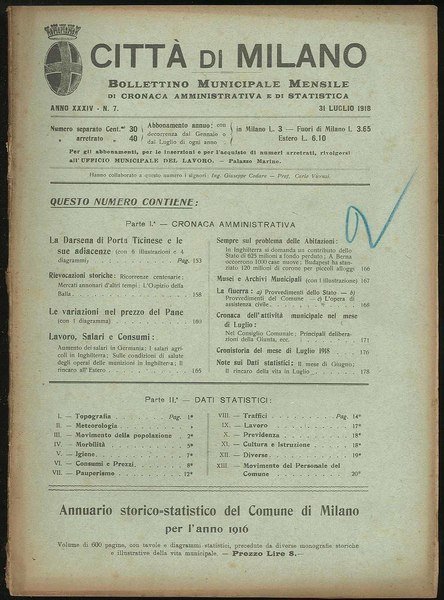 CITTÀ DI MILANO
BOLLETTINO MUNICIPALE MENSILE
DI CRONACA AMMINISTRATIVA E DI STATISTICA
ANNO XXXIV - N. 7. 31 LUGLIO 1918
Numero separato Cent.mi 30
" arretrato " 40
Abbonamento annuo: con
decorrenza dal Gennaio o
dal Luglio di ogni anno
in Milano L. 3 — Fuori di Milano L. 3.65
Estero L. 6.10
Per gli abbonamenti, per le inserzioni e per l'acquisto di numeri arretrati, rivolgersi
all'UFFICIO MUNICIPALE DEL LAVORO. — Palazzo Marino.
Hanno collaborato a questo numero i signori: Ing. Giuseppe Codara — Prof. Carlo
QUESTO NUMERO CONTIENE:
Parte I.a - CRONACA AMMINISTRATIVA
La Darsena di Porta Ticinese e le
sue adiacenze (con 6 illustrazioni e 4
diagrammi) Pag. 153
Rievocazioni storiche: Ricorrenze centenarie;
Mercati annonari d'altri tempi: L'Ospizio della
Balia 158
Le variazioni nel prezzo del Pane
(con 1 diagramma) 160
Lavoro, Salari e Consumi:
Aumento dei salari in Germania; I salari agri-
coli in Inghilterra; Sulle condizioni di salute
degli operai delle munizioni in Inghilterra; Il
rincaro all'Estero 165
Sempre sul problema delle Abitazioni:
In Inghilterra si domanda un contributo dello
Stato di 625 milioni a fondo perduto; A Berna
occorrono 1000 case nuove; Budapest ha stan-
ziato 120 milioni di corone per piccoli alloggi 166
Musei e Archivi Municipali (con 1 illustrazione) 167
La Guerra: a) Provvedimenti dello Stato — b)
Provvedimenti del Comune — c) L'opera di
assistenza civile 168
Cronaca dell'attività municipale nel mese
di Luglio:
Nel Consiglio Comunale: Principali delibera-
zioni della Giunta, ecc. 171
Cronistoria del mese di Luglio 1918 176
Note sui Dati statistici: Il mese di Giugno;
Il rincaro della vita in Luglio 178
Parte II.a - DATI STATISTICI:
I. — Topografia Pag. 1*
II. — Meteorologia " "
III. — Movimento della popolazione " 2*
IV. — Morbilità " 5*
V. — Igiene " 7*
VI. — Consumi e Prezzi " 8*
VII. — Pauperismo " 12*
VIII. — Traffici Pag. 14*
IX. — Lavoro " 17*
X. — Previdenza " 18*
XI. — Cultura e Istruzione " 18*
XII. — Diverse " 19*
XIII. — Movimento del Personale del
Comune " 20*
Annuario storico-statistico del Comune di Milano
per l'anno 1916
Volume di 600 pagine, con tavole e diagrammi statistici, precedute da diverse monografie storiche
e illustrative della vita municipale. — Prezzo Lire 8.—